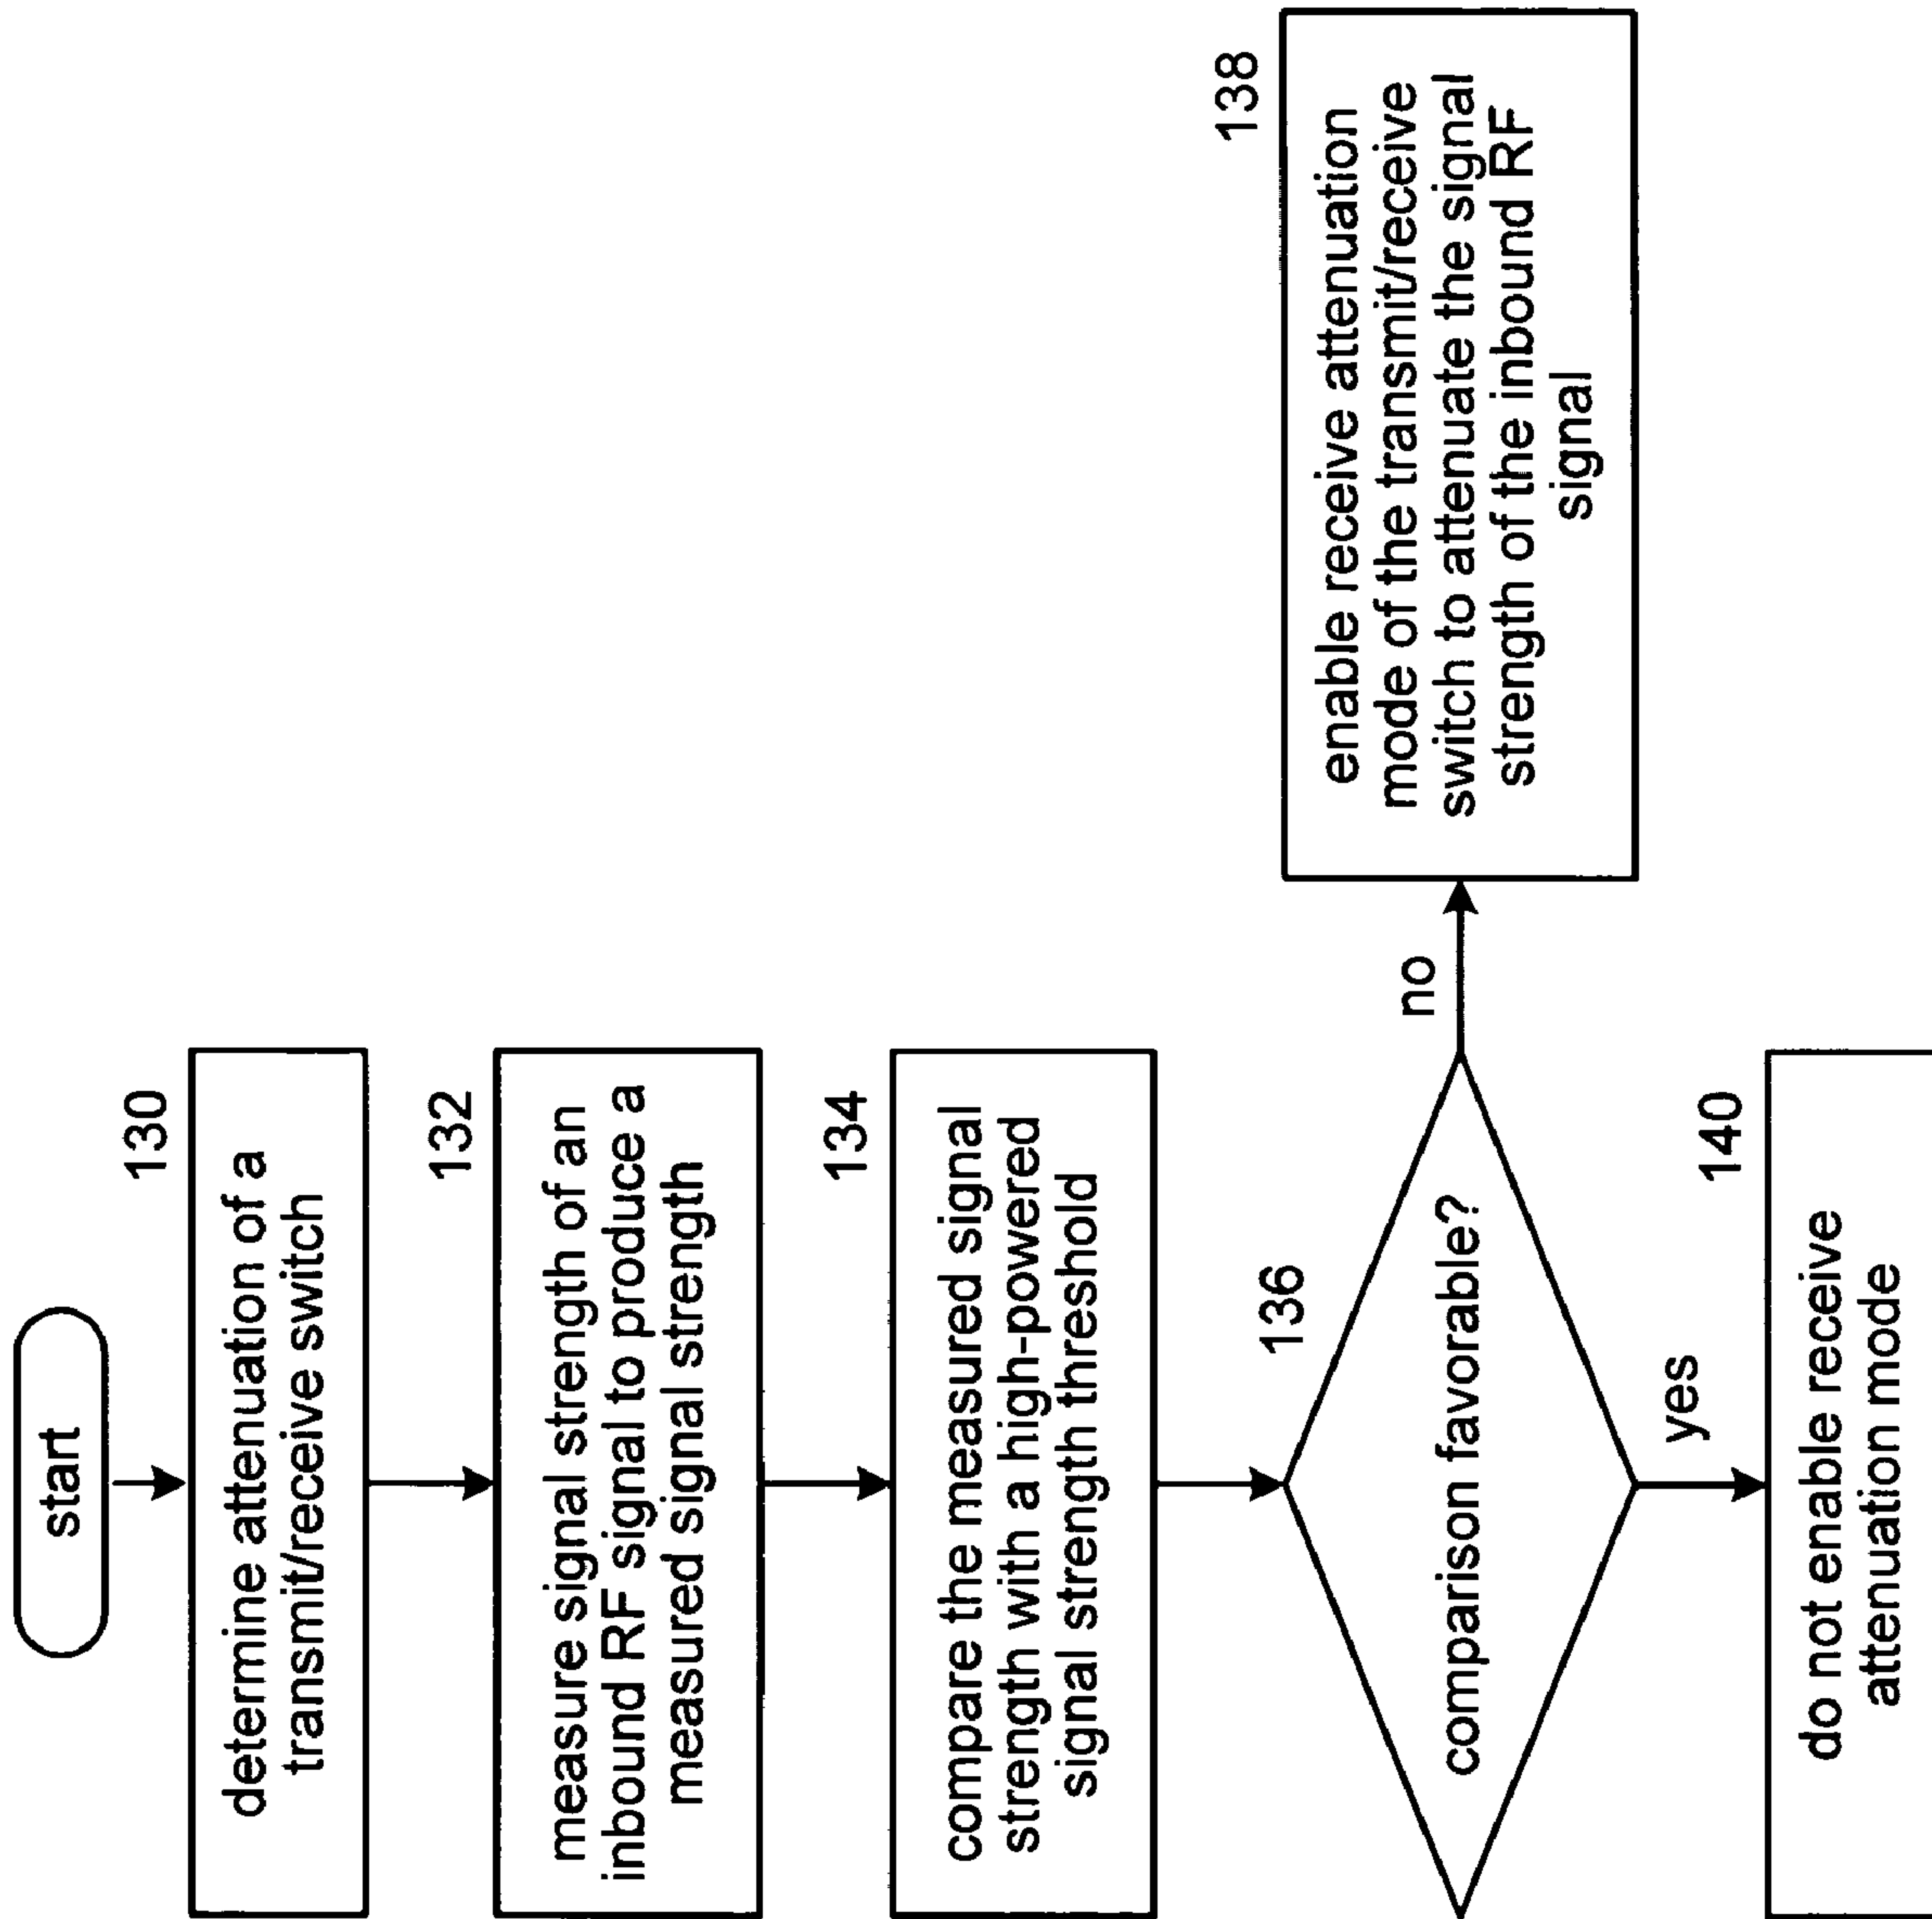 start
130
determine attenuation of a
transmit/receive switch
132
measure signal strength of an
inbound RF signal to produce a
measured signal strength
134
compare the measured signal
strength with a high-powered
signal strength threshold
136
comparison favorable?
no
138
enable receive attenuation
mode of the transmit/receive
switch to attenuate the signal
strength of the inbound RF
signal
yes
140
do not enable receive
attenuation mode